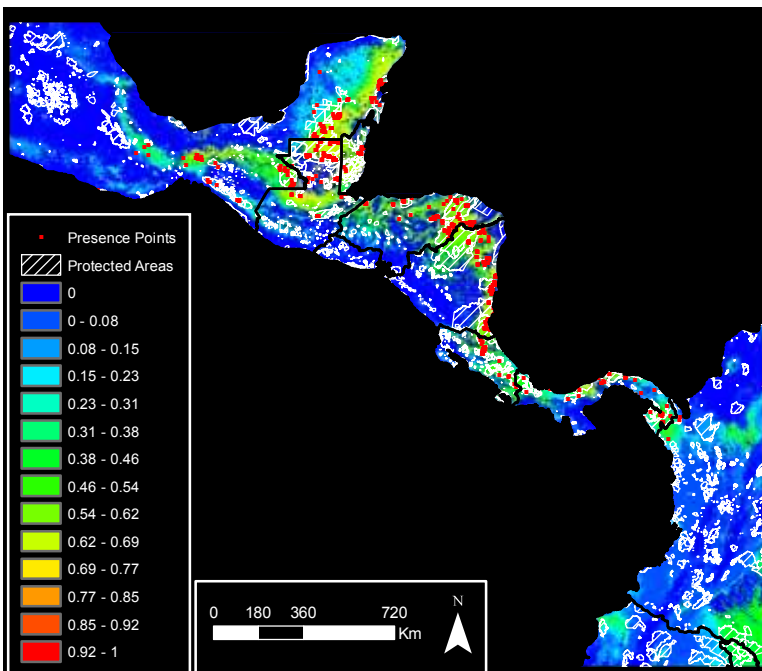 Presence Points
Protected Areas
0
0 - 0.08
0.08 - 0.15
0.15 - 0.23
0.23 - 0.31
0.31 - 0.38
0.38 - 0.46
0.46 - 0.54
0.54 - 0.62
0.62 - 0.69
0.69 - 0.77
0.77 - 0.85
0.85 - 0.92
0.92 - 1
0 180 360 720
Km
N